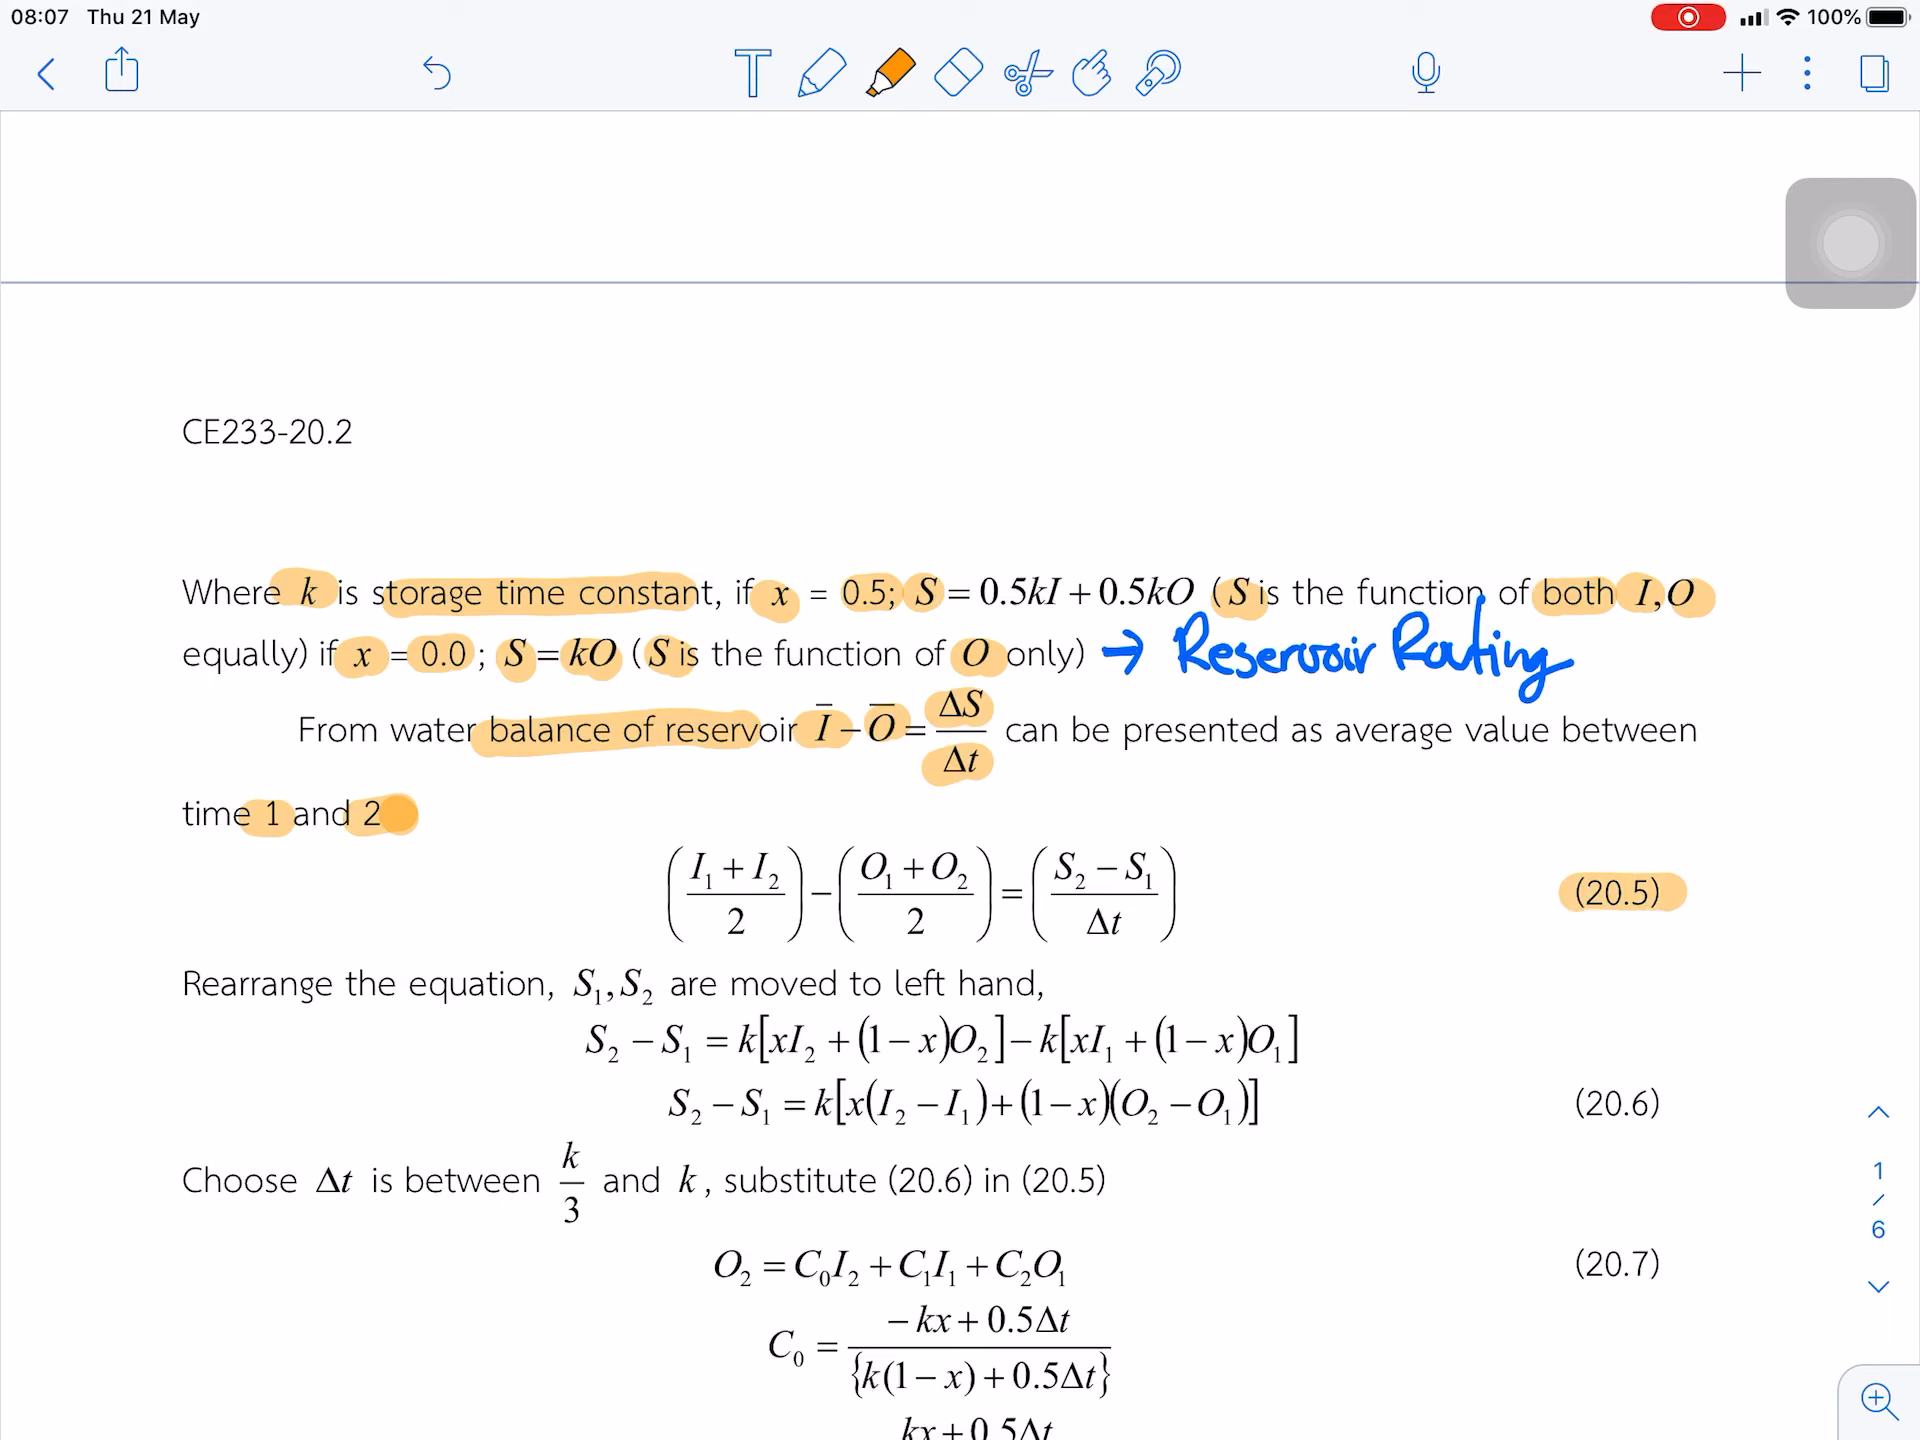 08:07 Thu 21 May 100%
T
CE233-20.2
Where k is storage time constant, if x = 0.5; S = 0.5kI + 0.5kO (S is the function of both I,O
equally) if x = 0.0 ; S = kO (S is the function of O only) → Reservoir Routing
From water balance of reservoir Ī − Ō = ΔS/Δt can be presented as average value between
time 1 and 2
((I₁ + I₂)/2) − ((O₁ + O₂)/2) = ((S₂ − S₁)/Δt) (20.5)
Rearrange the equation, S₁,S₂ are moved to left hand,
S₂ − S₁ = k[xI₂ + (1 − x)O₂] − k[xI₁ + (1 − x)O₁]
S₂ − S₁ = k[x(I₂ − I₁) + (1 − x)(O₂ − O₁)] (20.6)
Choose Δt is between k/3 and k, substitute (20.6) in (20.5)
O₂ = C₀I₂ + C₁I₁ + C₂O₁ (20.7)
C₀ = (− kx + 0.5Δt)/{k(1 − x) + 0.5Δt}
kx + 0.5Δt
1
/
6